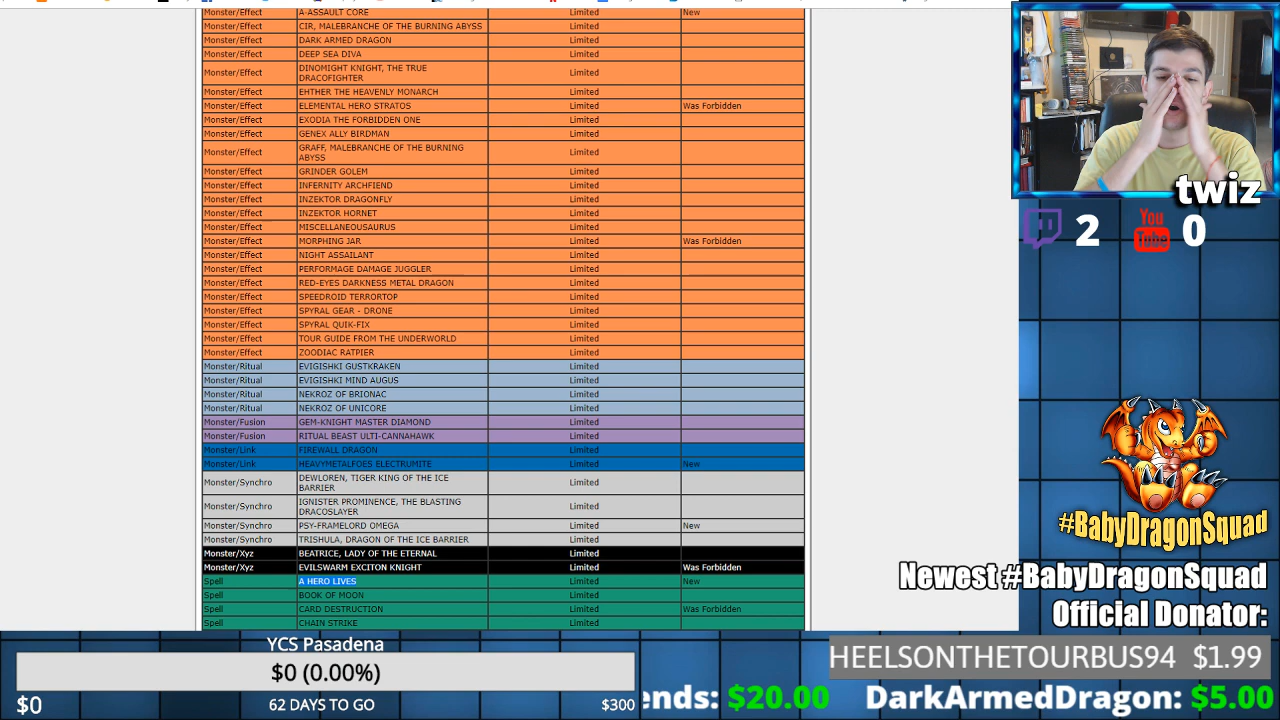 Monster/Effect A-ASSAULT CORE Limited New
Monster/Effect CIR, MALEBRANCHE OF THE BURNING ABYSS Limited
Monster/Effect DARK ARMED DRAGON Limited
Monster/Effect DEEP SEA DIVA Limited
Monster/Effect DINOMIGHT KNIGHT, THE TRUE DRACOFIGHTER Limited
Monster/Effect EHTHER THE HEAVENLY MONARCH Limited
Monster/Effect ELEMENTAL HERO STRATOS Limited Was Forbidden
Monster/Effect EXODIA THE FORBIDDEN ONE Limited
Monster/Effect GENEX ALLY BIRDMAN Limited
Monster/Effect GRAFF, MALEBRANCHE OF THE BURNING ABYSS Limited
Monster/Effect GRINDER GOLEM Limited
Monster/Effect INFERNITY ARCHFIEND Limited
Monster/Effect INZEKTOR DRAGONFLY Limited
Monster/Effect INZEKTOR HORNET Limited
Monster/Effect MISCELLANEOUSAURUS Limited
Monster/Effect MORPHING JAR Limited Was Forbidden
Monster/Effect NIGHT ASSAILANT Limited
Monster/Effect PERFORMAGE DAMAGE JUGGLER Limited
Monster/Effect RED-EYES DARKNESS METAL DRAGON Limited
Monster/Effect SPEEDROID TERRORTOP Limited
Monster/Effect SPYRAL GEAR - DRONE Limited
Monster/Effect SPYRAL QUIK-FIX Limited
Monster/Effect TOUR GUIDE FROM THE UNDERWORLD Limited
Monster/Effect ZOODIAC RATPIER Limited
Monster/Ritual EVIGISHKI GUSTKRAKEN Limited
Monster/Ritual EVIGISHKI MIND AUGUS Limited
Monster/Ritual NEKROZ OF BRIONAC Limited
Monster/Ritual NEKROZ OF UNICORE Limited
Monster/Fusion GEM-KNIGHT MASTER DIAMOND Limited
Monster/Fusion RITUAL BEAST ULTI-CANNAHAWK Limited
Monster/Link FIREWALL DRAGON Limited
Monster/Link HEAVYMETALFOES ELECTRUMITE Limited New
Monster/Synchro DEWLOREN, TIGER KING OF THE ICE BARRIER Limited
Monster/Synchro IGNISTER PROMINENCE, THE BLASTING DRACOSLAYER Limited
Monster/Synchro PSY-FRAMELORD OMEGA Limited New
Monster/Synchro TRISHULA, DRAGON OF THE ICE BARRIER Limited
Monster/Xyz BEATRICE, LADY OF THE ETERNAL Limited
Monster/Xyz EVILSWARM EXCITON KNIGHT Limited Was Forbidden
Spell A HERO LIVES Limited New
Spell BOOK OF MOON Limited
Spell CARD DESTRUCTION Limited Was Forbidden
Spell CHAIN STRIKE Limited
twiz
2 You Tube 0
#BabyDragonSquad
Newest #BabyDragonSquad
Official Donator:
HEELSONTHETOURBUS94 $1.99
YCS Pasadena
$0 (0.00%)
$0 62 DAYS TO GO $300
ends: $20.00 DarkArmedDragon: $5.00